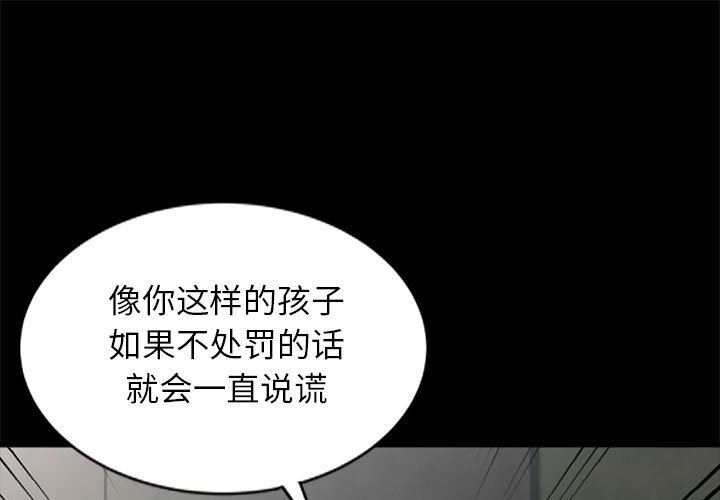 像你这样的孩子
如果不处罚的话
就会一直说谎